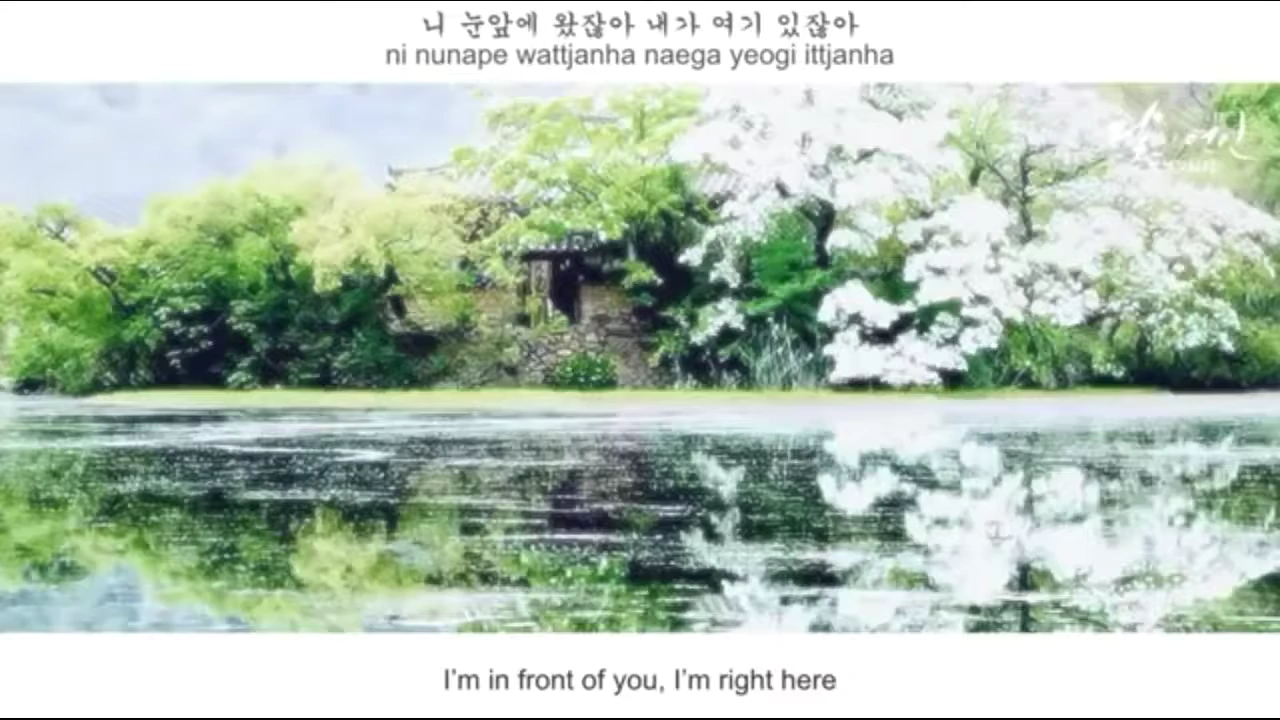 니 눈앞에 왔잖아 내가 여기 있잖아
ni nunape wattjanha naega yeogi ittjanha
I'm in front of you, I'm right here